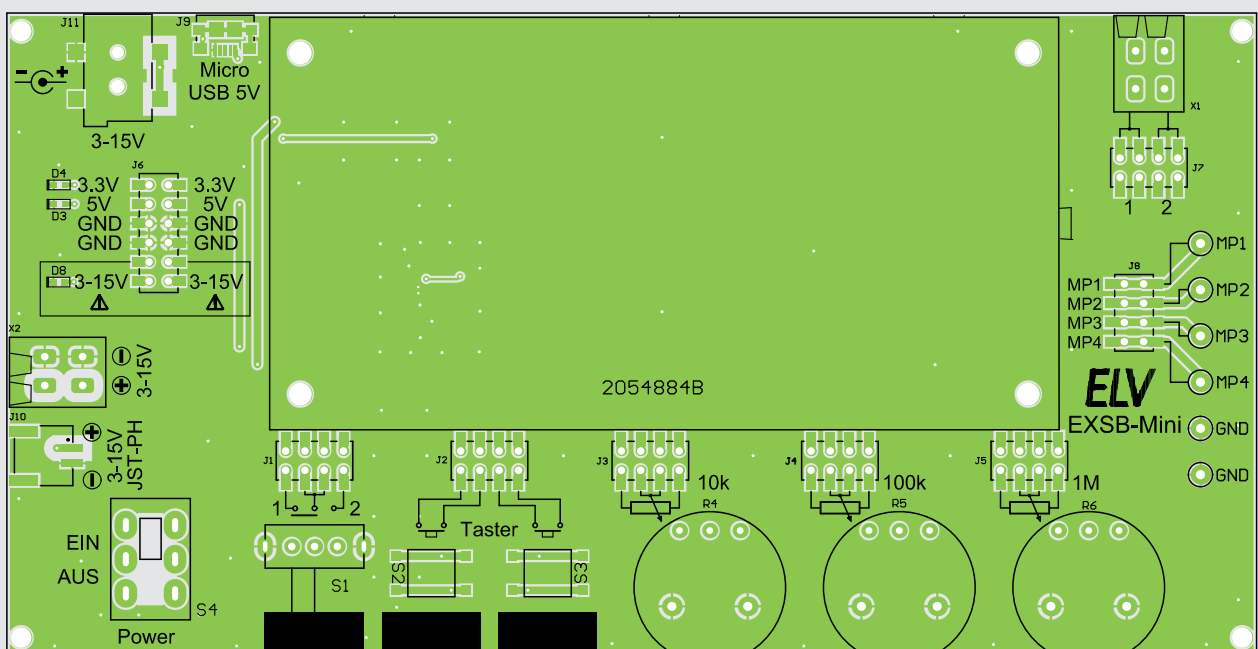 J11
J9
- +
Micro
USB 5V
3-15V
X1
J7
1 2
J6
D4
3.3V 3.3V
D3
5V 5V
GND GND
GND GND
D8
3-15V 3-15V
MP1
MP2
MP3
MP4
J8
MP1
MP2
MP3
MP4
X2
-
+
3-15V
2054884B
ELV
EXSB-Mini
GND
GND
J10
+
-
3-15V
JST-PH
J1
1 2
J2
Taster
J3
10k
J4
100k
J5
1M
R4
R5
R6
EIN
AUS
S4
Power
S1
S2
S3